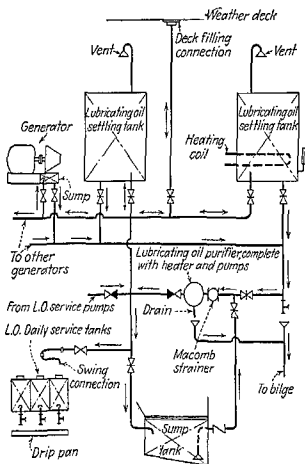 Weather deck
Deck filling
connection
Vent
Vent
Lubricating oil
settling tank
Lubricating oil
settling tank
Generator
Heating
coil
Sump
To other
generators
Lubricating oil purifier, complete
with heater and pumps
From L.O. service pumps
Drain
L.O. Daily service tanks
Macomb
strainer
Swing
connection
To bilge
Sump
tank
Drip pan